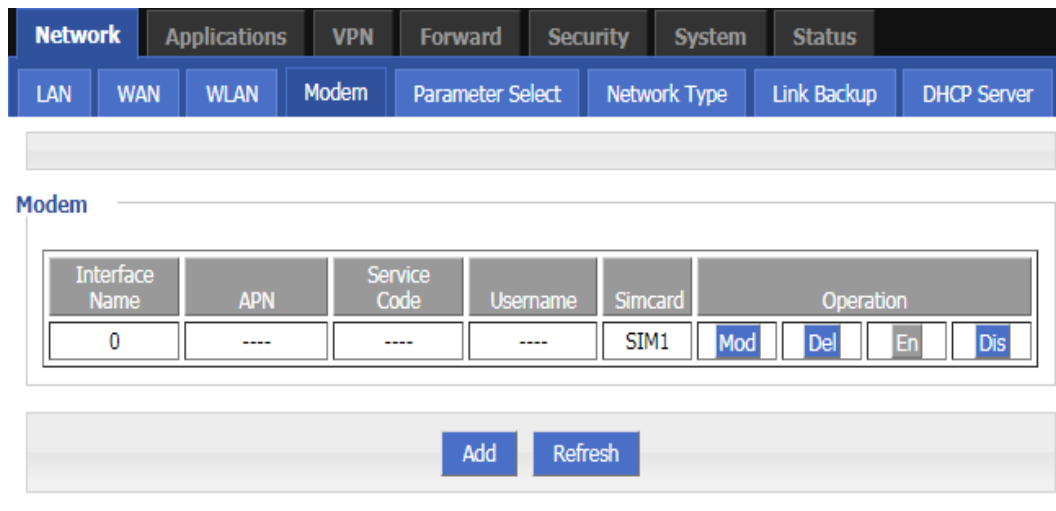 Network Applications VPN Forward Security System Status
LAN WAN WLAN Modem Parameter Select Network Type Link Backup DHCP Server
Modem
Interface Name APN Service Code Username Simcard Operation
0 ---- ---- ---- SIM1 Mod Del En Dis
Add Refresh